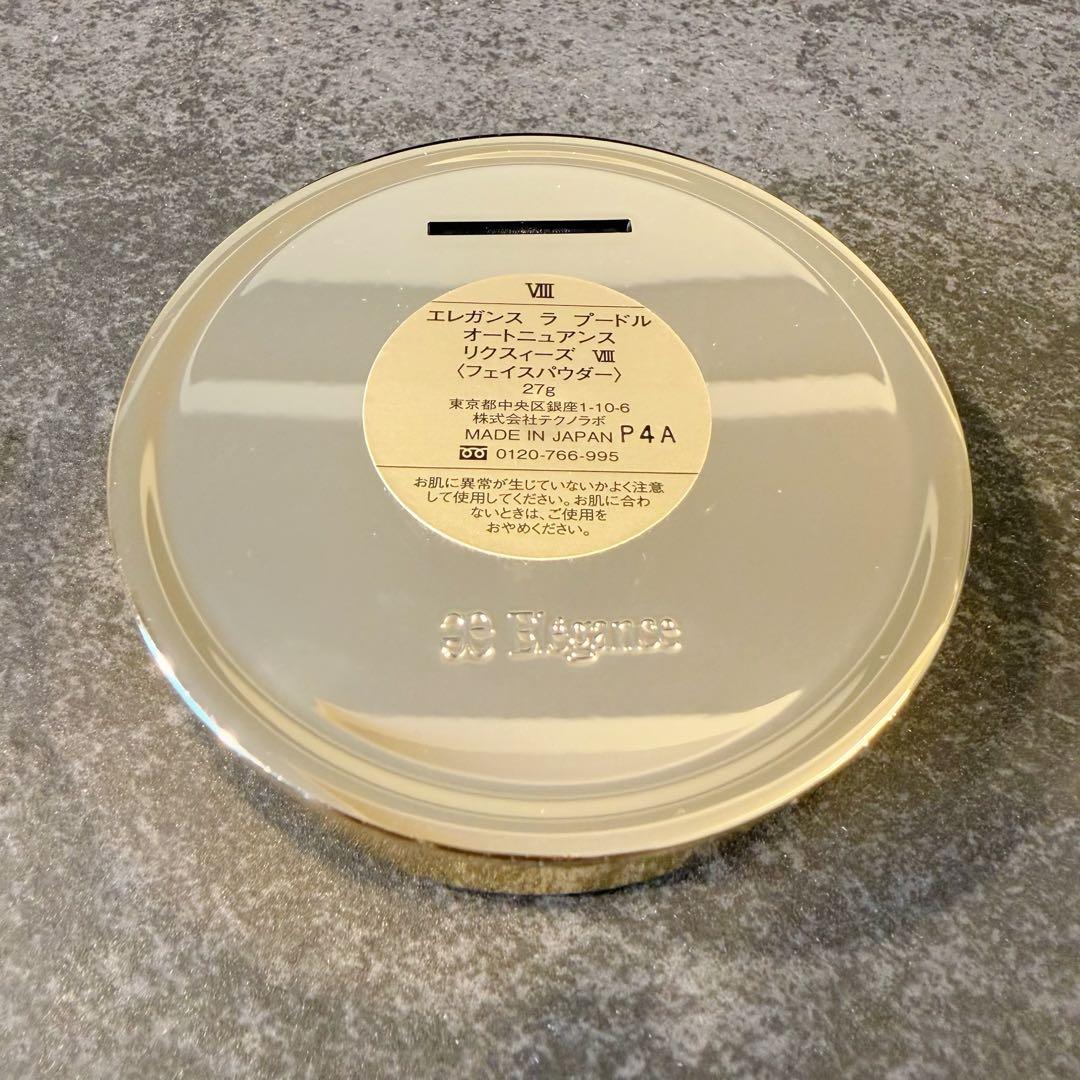 Ⅷ
エレガンス ラ プードル
オートニュアンス
リクスィーズ Ⅷ
〈フェイスパウダー〉
27g
東京都中央区銀座1-10-6
株式会社テクノラボ
MADE IN JAPAN P4A
0120-766-995
お肌に異常が生じていないかよく注意
して使用してください。お肌に合わ
ないときは、ご使用を
おやめください。
Elégance